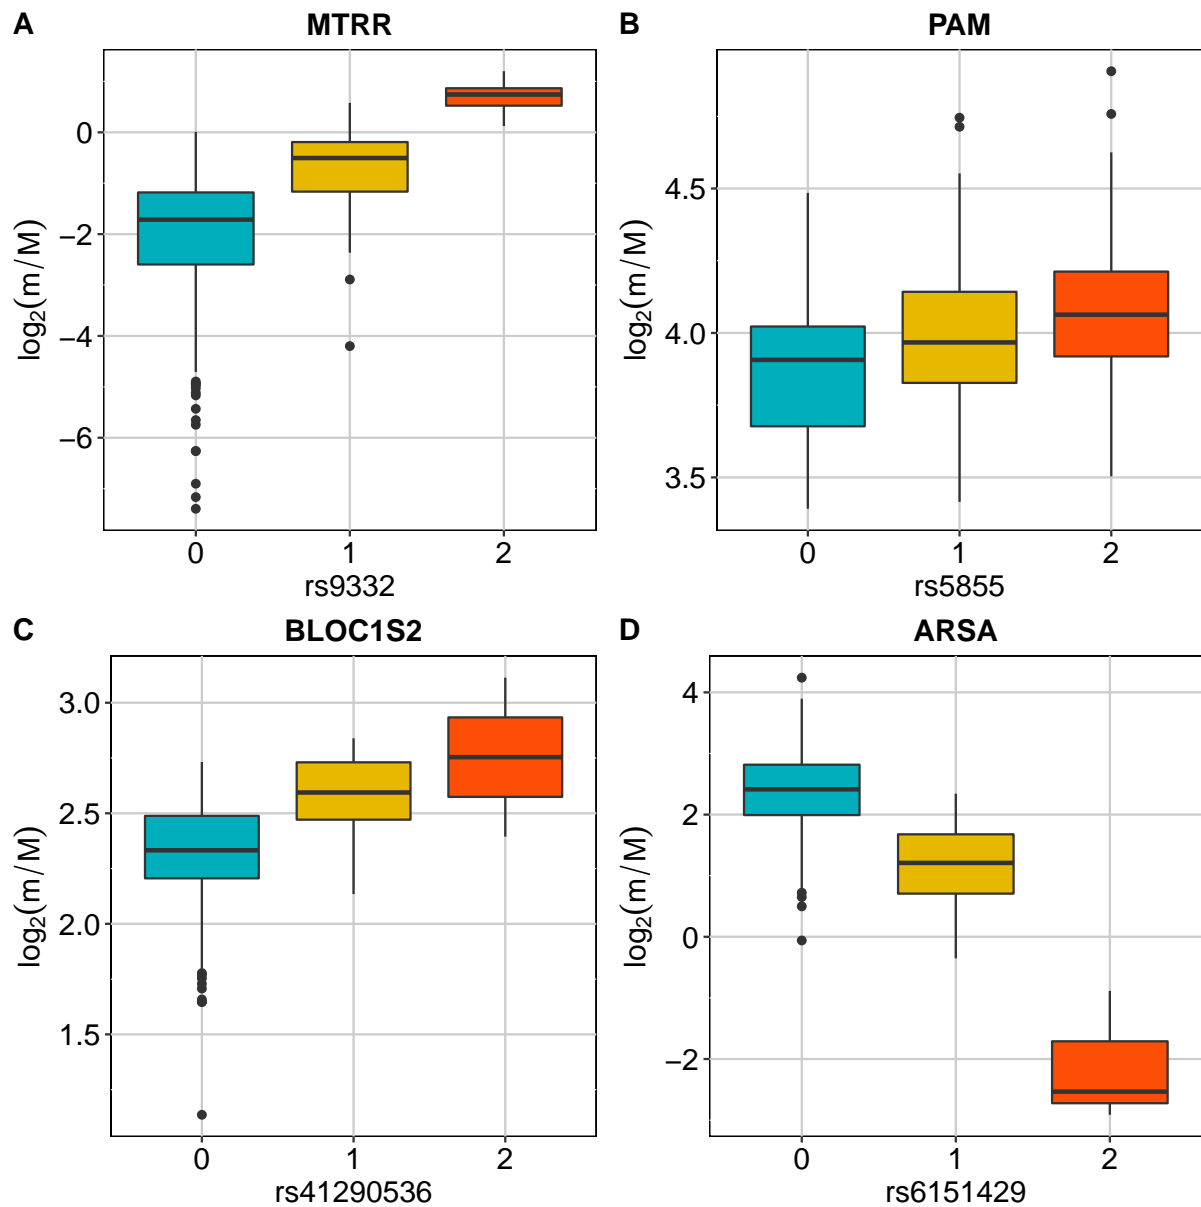 A
MTRR
log₂(m/M)
0
−2
−4
−6
0 1 2
rs9332
B
PAM
log₂(m/M)
4.5
4.0
3.5
0 1 2
rs5855
C
BLOC1S2
log₂(m/M)
3.0
2.5
2.0
1.5
0 1 2
rs41290536
D
ARSA
log₂(m/M)
4
2
0
−2
0 1 2
rs6151429